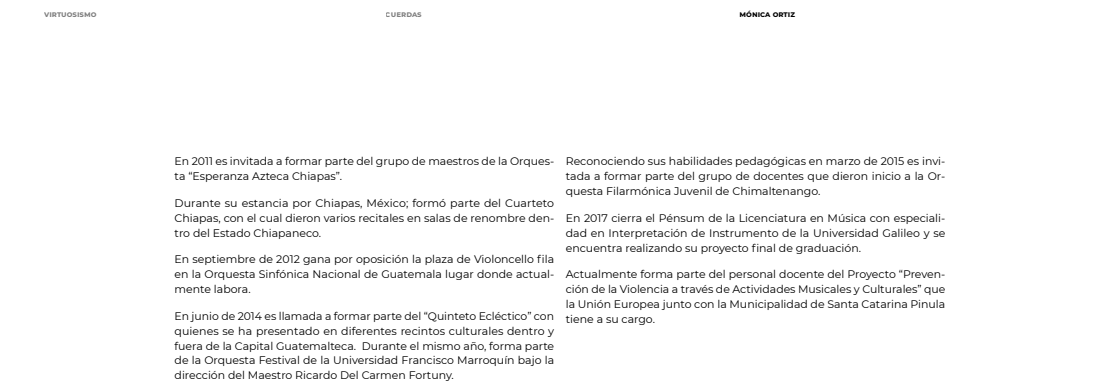 VIRTUOSISMO
CUERDAS
MÓNICA ORTIZ
En 2011 es invitada a formar parte del grupo de maestros de la Orques-
ta “Esperanza Azteca Chiapas”.
Durante su estancia por Chiapas, México; formó parte del Cuarteto
Chiapas, con el cual dieron varios recitales en salas de renombre den-
tro del Estado Chiapaneco.
En septiembre de 2012 gana por oposición la plaza de Violoncello fila
en la Orquesta Sinfónica Nacional de Guatemala lugar donde actual-
mente labora.
En junio de 2014 es llamada a formar parte del “Quinteto Ecléctico” con
quienes se ha presentado en diferentes recintos culturales dentro y
fuera de la Capital Guatemalteca.  Durante el mismo año, forma parte
de la Orquesta Festival de la Universidad Francisco Marroquín bajo la
dirección del Maestro Ricardo Del Carmen Fortuny.
Reconociendo sus habilidades pedagógicas en marzo de 2015 es invi-
tada a formar parte del grupo de docentes que dieron inicio a la Or-
questa Filarmónica Juvenil de Chimaltenango.
En 2017 cierra el Pénsum de la Licenciatura en Música con especiali-
dad en Interpretación de Instrumento de la Universidad Galileo y se
encuentra realizando su proyecto final de graduación.
Actualmente forma parte del personal docente del Proyecto “Preven-
ción de la Violencia a través de Actividades Musicales y Culturales” que
la Unión Europea junto con la Municipalidad de Santa Catarina Pinula
tiene a su cargo.